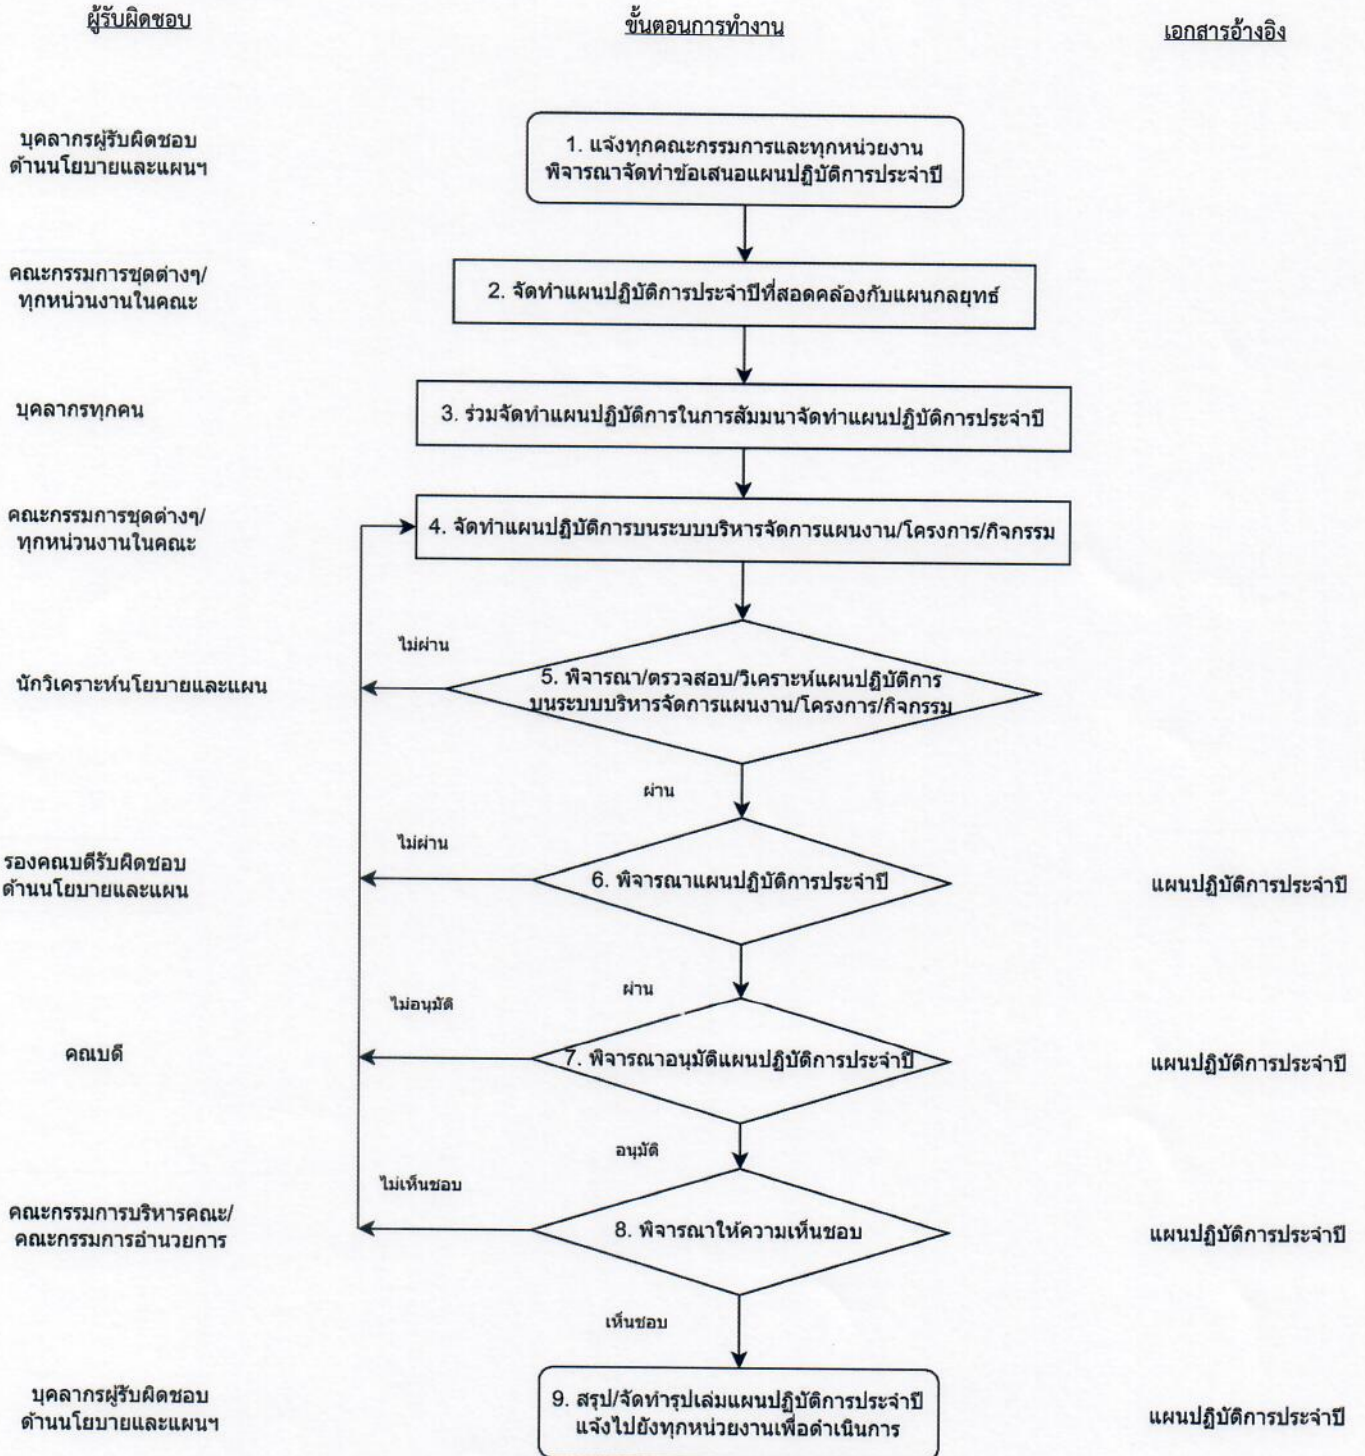 ผู้รับผิดชอบ
ขั้นตอนการทำงาน
เอกสารอ้างอิง
บุคลากรผู้รับผิดชอบ
ด้านนโยบายและแผนฯ
1. แจ้งทุกคณะกรรมการและทุกหน่วยงาน
พิจารณาจัดทำข้อเสนอแผนปฏิบัติการประจำปี
คณะกรรมการชุดต่างๆ/
ทุกหน่วนงานในคณะ
2. จัดทำแผนปฏิบัติการประจำปีที่สอดคล้องกับแผนกลยุทธ์
บุคลากรทุกคน
3. ร่วมจัดทำแผนปฏิบัติการในการสัมมนาจัดทำแผนปฏิบัติการประจำปี
คณะกรรมการชุดต่างๆ/
ทุกหน่วนงานในคณะ
4. จัดทำแผนปฏิบัติการบนระบบบริหารจัดการแผนงาน/โครงการ/กิจกรรม
ไม่ผ่าน
นักวิเคราะห์นโยบายและแผน
5. พิจารณา/ตรวจสอบ/วิเคราะห์แผนปฏิบัติการ
บนระบบบริหารจัดการแผนงาน/โครงการ/กิจกรรม
ผ่าน
ไม่ผ่าน
รองคณบดีรับผิดชอบ
ด้านนโยบายและแผน
6. พิจารณาแผนปฏิบัติการประจำปี
แผนปฏิบัติการประจำปี
ผ่าน
ไม่อนุมัติ
คณบดี
7. พิจารณาอนุมัติแผนปฏิบัติการประจำปี
แผนปฏิบัติการประจำปี
อนุมัติ
ไม่เห็นชอบ
คณะกรรมการบริหารคณะ/
คณะกรรมการอำนวยการ
8. พิจารณาให้ความเห็นชอบ
แผนปฏิบัติการประจำปี
เห็นชอบ
บุคลากรผู้รับผิดชอบ
ด้านนโยบายและแผนฯ
9. สรุป/จัดทำรูปเล่มแผนปฏิบัติการประจำปี
แจ้งไปยังทุกหน่วยงานเพื่อดำเนินการ
แผนปฏิบัติการประจำปี